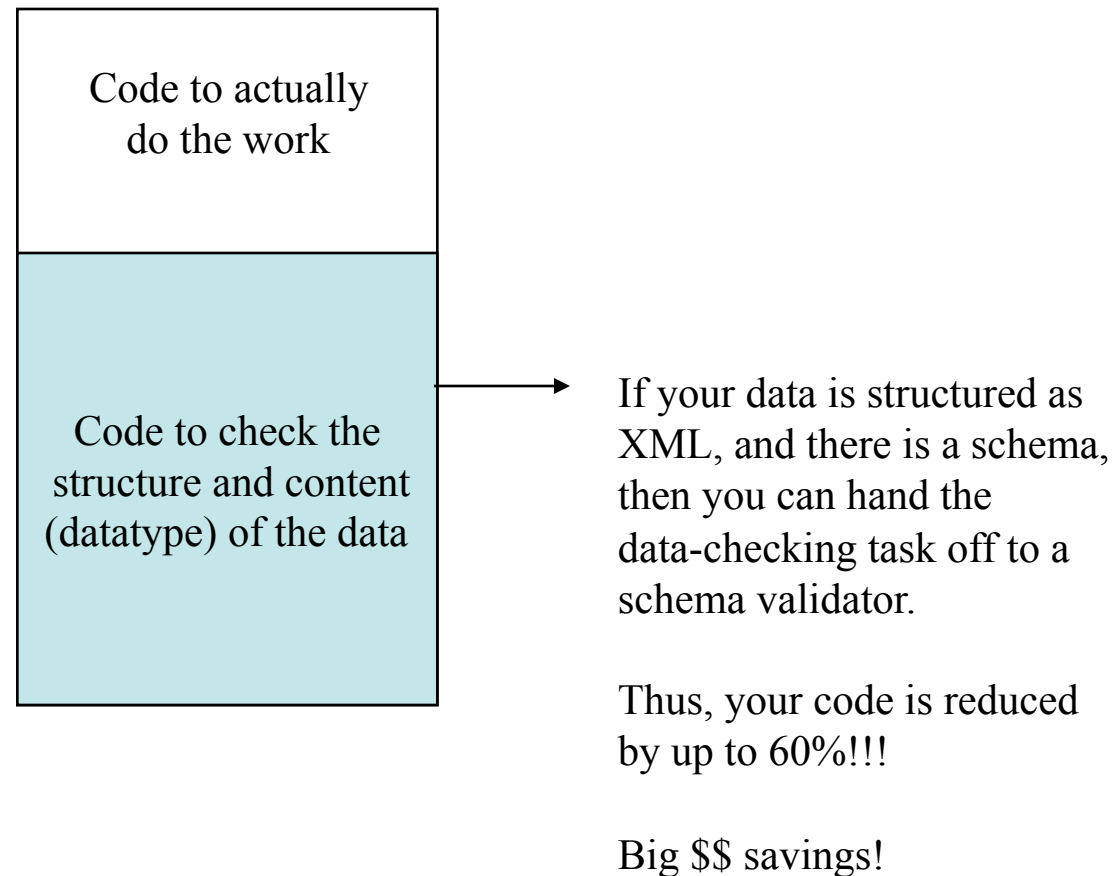 Code to actually
do the work
Code to check the
structure and content
(datatype) of the data
If your data is structured as
XML, and there is a schema,
then you can hand the
data-checking task off to a
schema validator.
Thus, your code is reduced
by up to 60%!!!
Big $$ savings!